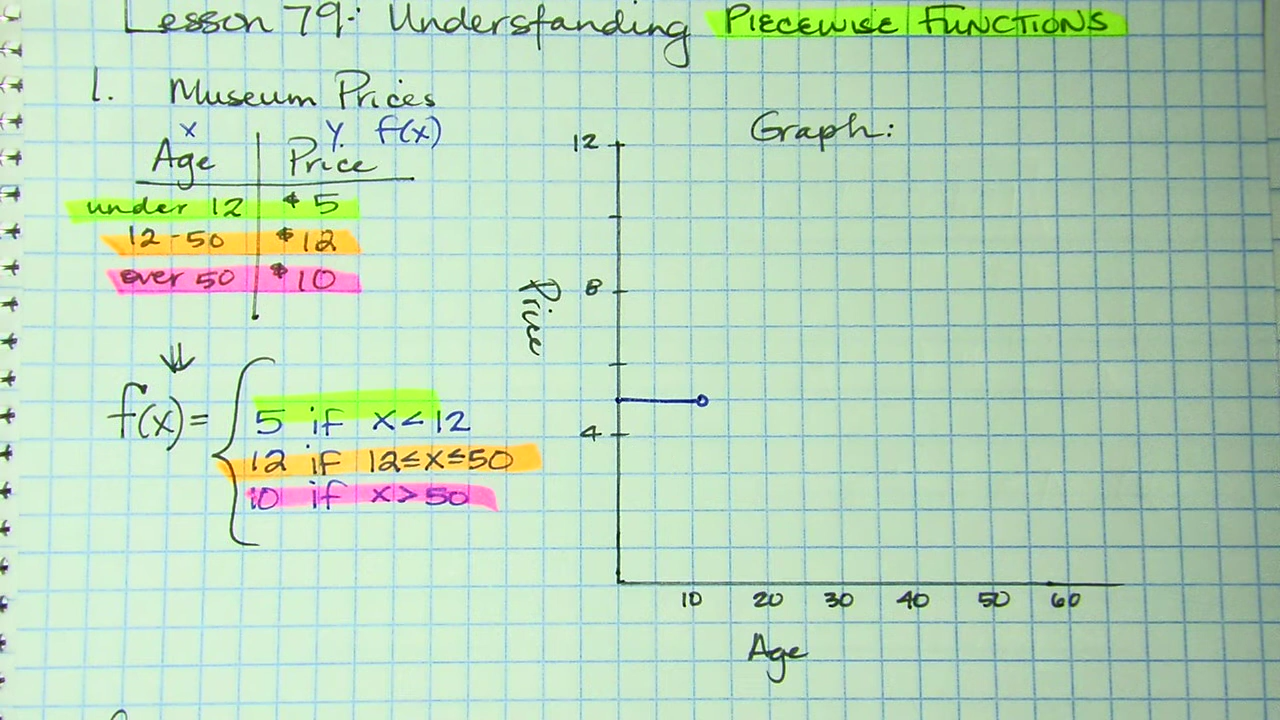 Lesson 79: Understanding PIECEWISE FUNCTIONS
1. Museum Prices
x y f(x)
Age Price
under 12 $ 5
12-50 $12
over 50 $10
f(x) = 5 if x < 12
12 if 12≤x≤50
10 if x > 50
Graph:
12
8
4
Price
10 20 30 40 50 60
Age